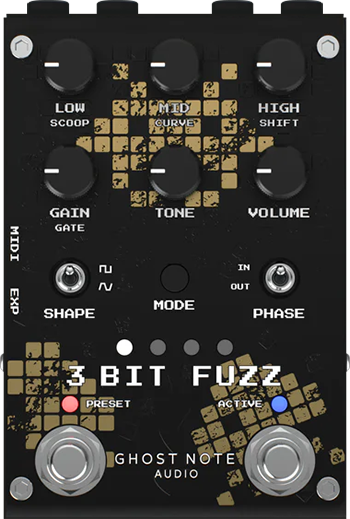 LOW MID HIGH
SCOOP CURVE SHIFT
GAIN TONE VOLUME
GATE
MIDI
EXP
IN
OUT
SHAPE MODE PHASE
3 BIT FUZZ
PRESET ACTIVE
GHOST NOTE
AUDIO